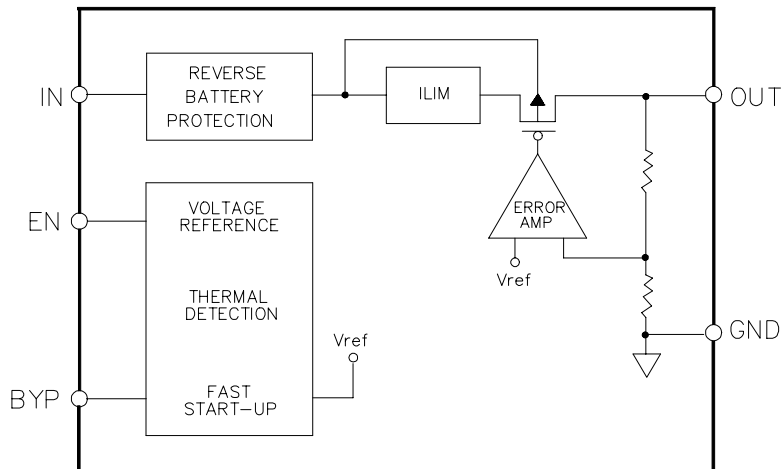 IN
REVERSE
BATTERY
PROTECTION
ILIM
OUT
EN
VOLTAGE
REFERENCE
ERROR
AMP
Vref
THERMAL
DETECTION
Vref
GND
BYP
FAST
START-UP